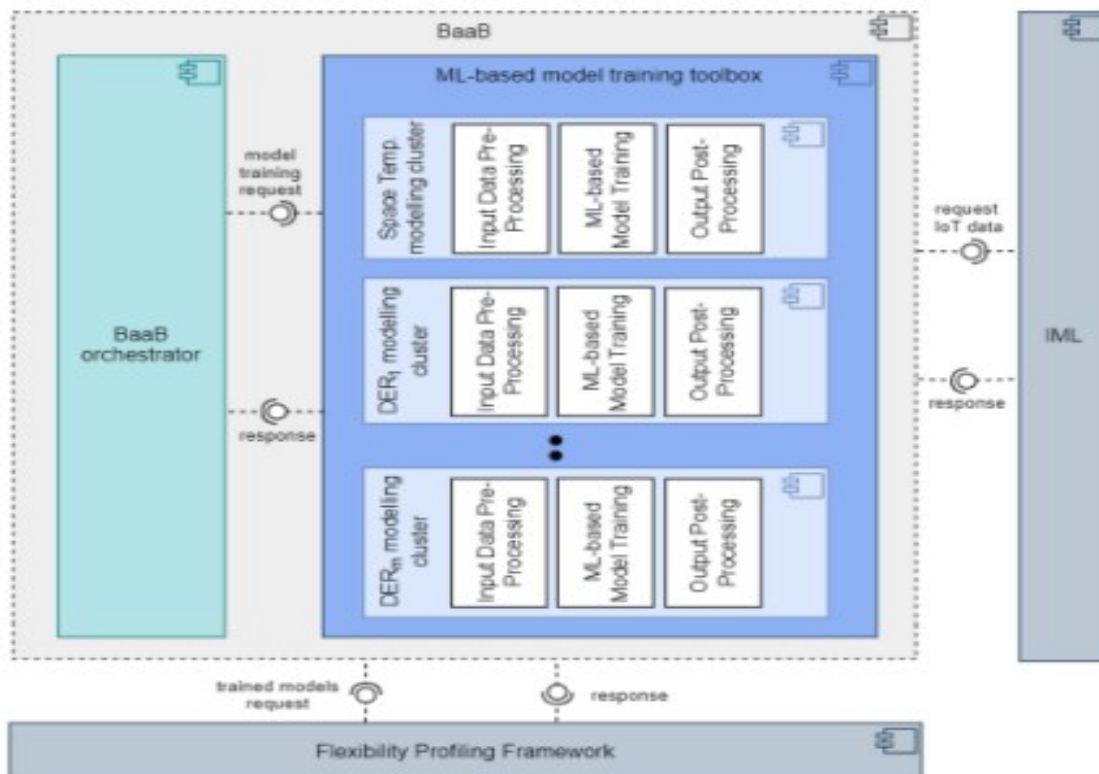 BaaB
ML-based model training toolbox
BaaB
orchestrator
model
training
request
response
Space Temp.
modelling cluster
Input Data Pre-
Processing
ML-based
Model Training
Output Post-
Processing
DER1 modelling
cluster
Input Data Pre-
Processing
ML-based
Model Training
Output Post-
Processing
DERm modelling
cluster
Input Data Pre-
Processing
ML-based
Model Training
Output Post-
Processing
request
IoT data
response
IML
trained models
request
response
Flexibility Profiling Framework